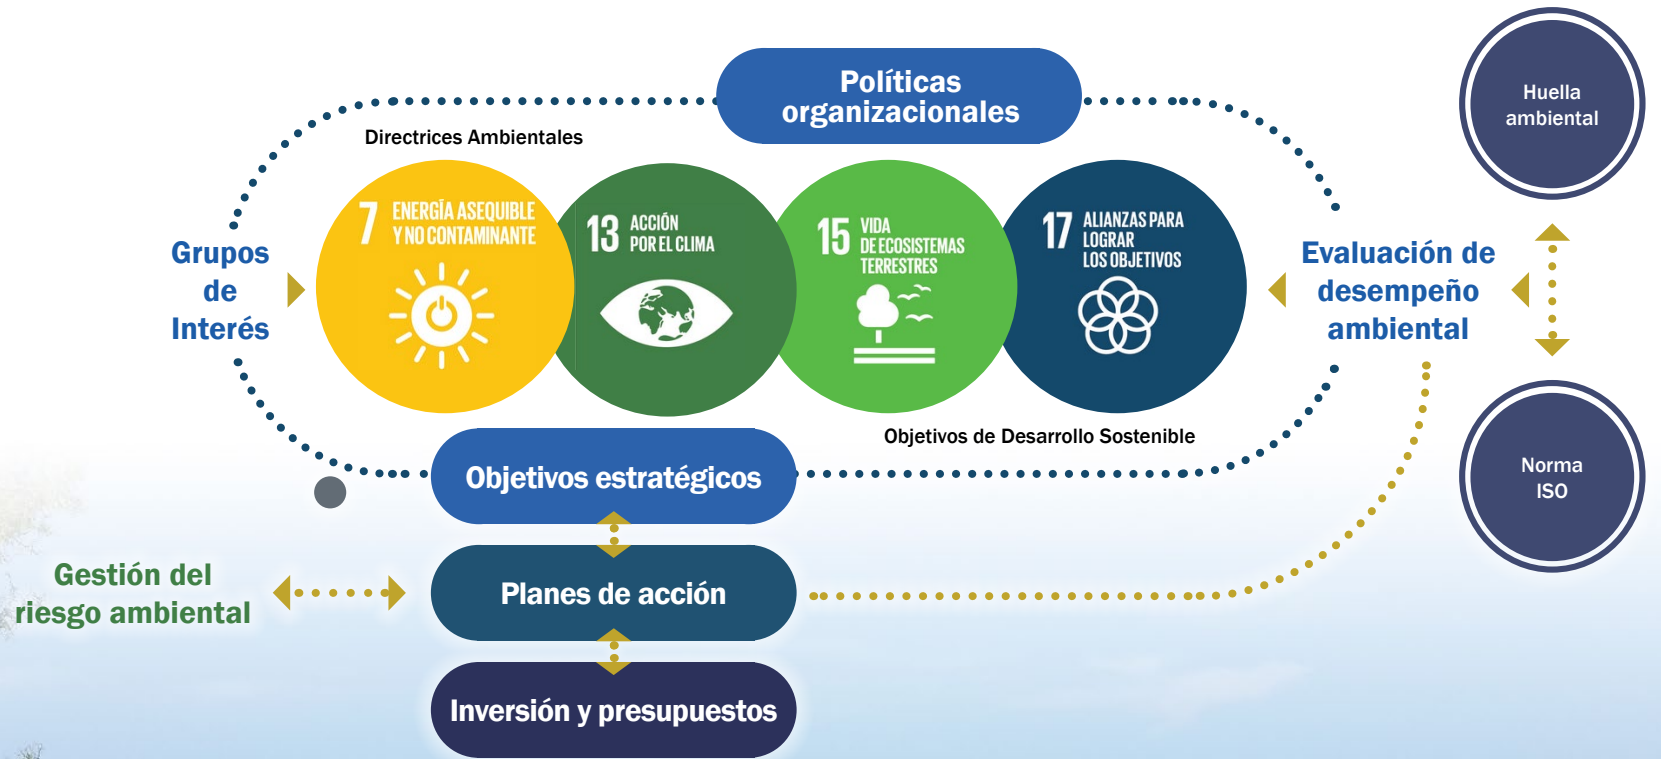 Políticas
organizacionales
Huella
ambiental
Directrices Ambientales
7 ENERGÍA ASEQUIBLE
Y NO CONTAMINANTE
13 ACCIÓN
POR EL CLIMA
15 VIDA
DE ECOSISTEMAS
TERRESTRES
17 ALIANZAS PARA
LOGRAR
LOS OBJETIVOS
Grupos
de
Interés
Evaluación de
desempeño
ambiental
Objetivos de Desarrollo Sostenible
Objetivos estratégicos
Norma
ISO
Gestión del
riesgo ambiental
Planes de acción
Inversión y presupuestos